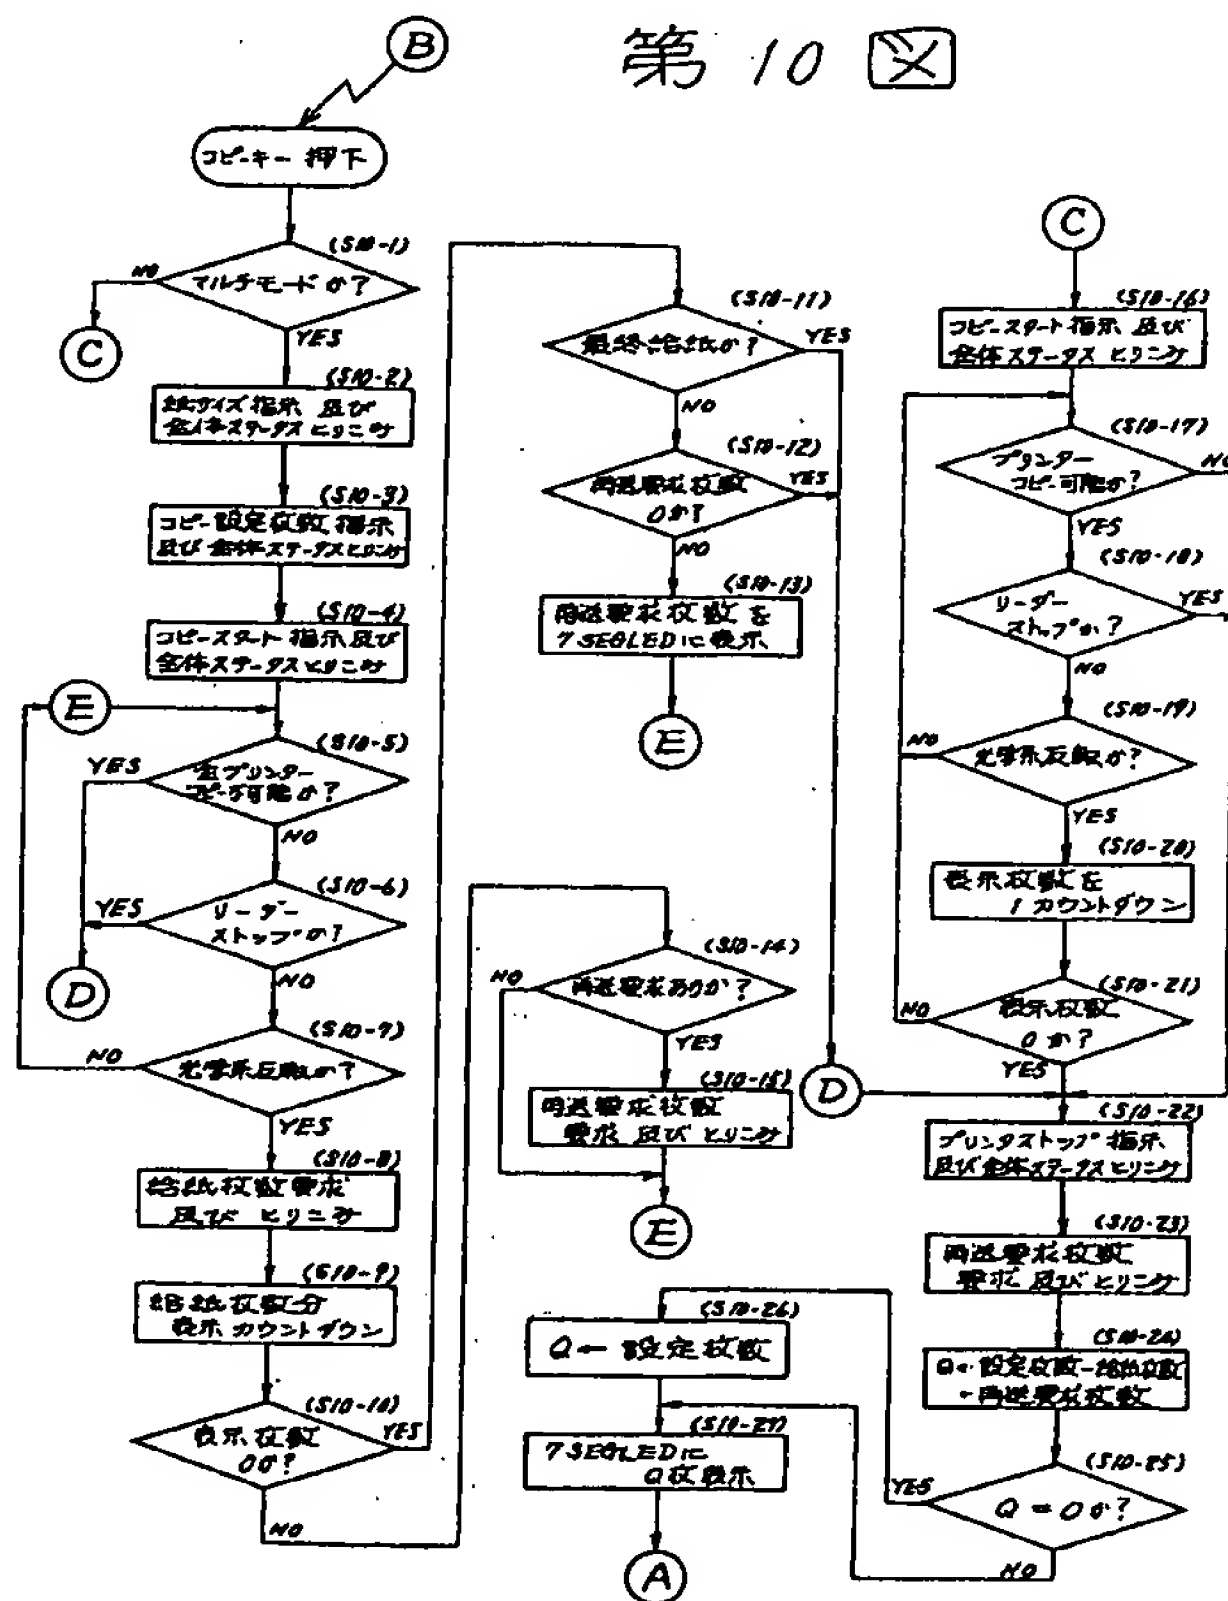 第10図
B
コピーキー押下
(S10-1)
マルチモードか?
NO
YES
C
(S10-2)
紙サイズ指示及び
全体ステータスとりこみ
(S10-3)
コピー設定枚数指示
及び全体ステータスとりこみ
(S10-4)
コピースタート指示及び
全体ステータスとりこみ
E
(S10-5)
全プリンター
コピー不可能か?
YES
NO
(S10-6)
リーダー
ストップか?
YES
NO
D
(S10-7)
光学系反転か?
NO
YES
(S10-8)
給紙枚数要求
及びとりこみ
(S10-9)
給紙枚数分
表示カウントダウン
(S10-10)
表示枚数
0か?
YES
NO
(S10-11)
最終給紙か?
YES
NO
(S10-12)
再送要求枚数
0か?
YES
NO
(S10-13)
再送要求枚数を
7SEGLEDに表示
E
(S10-14)
再送要求ありか?
NO
YES
(S10-15)
再送要求枚数
要求及びとりこみ
E
D
C
(S10-16)
コピースタート指示及び
全体ステータスとりこみ
(S10-17)
プリンター
コピー可能か?
NO
YES
(S10-18)
リーダー
ストップか?
YES
NO
(S10-19)
光学系反転か?
NO
YES
(S10-20)
表示枚数を
1カウントダウン
(S10-21)
表示枚数
0か?
NO
YES
(S10-22)
プリンタストップ指示
及び全体ステータスとりこみ
(S10-23)
再送要求枚数
要求及びとりこみ
(S10-24)
Q←設定枚数-給紙枚数
再送要求枚数
(S10-25)
Q=0か?
YES
NO
(S10-26)
Q←設定枚数
(S10-27)
7SEGLEDに
Q枚表示
A